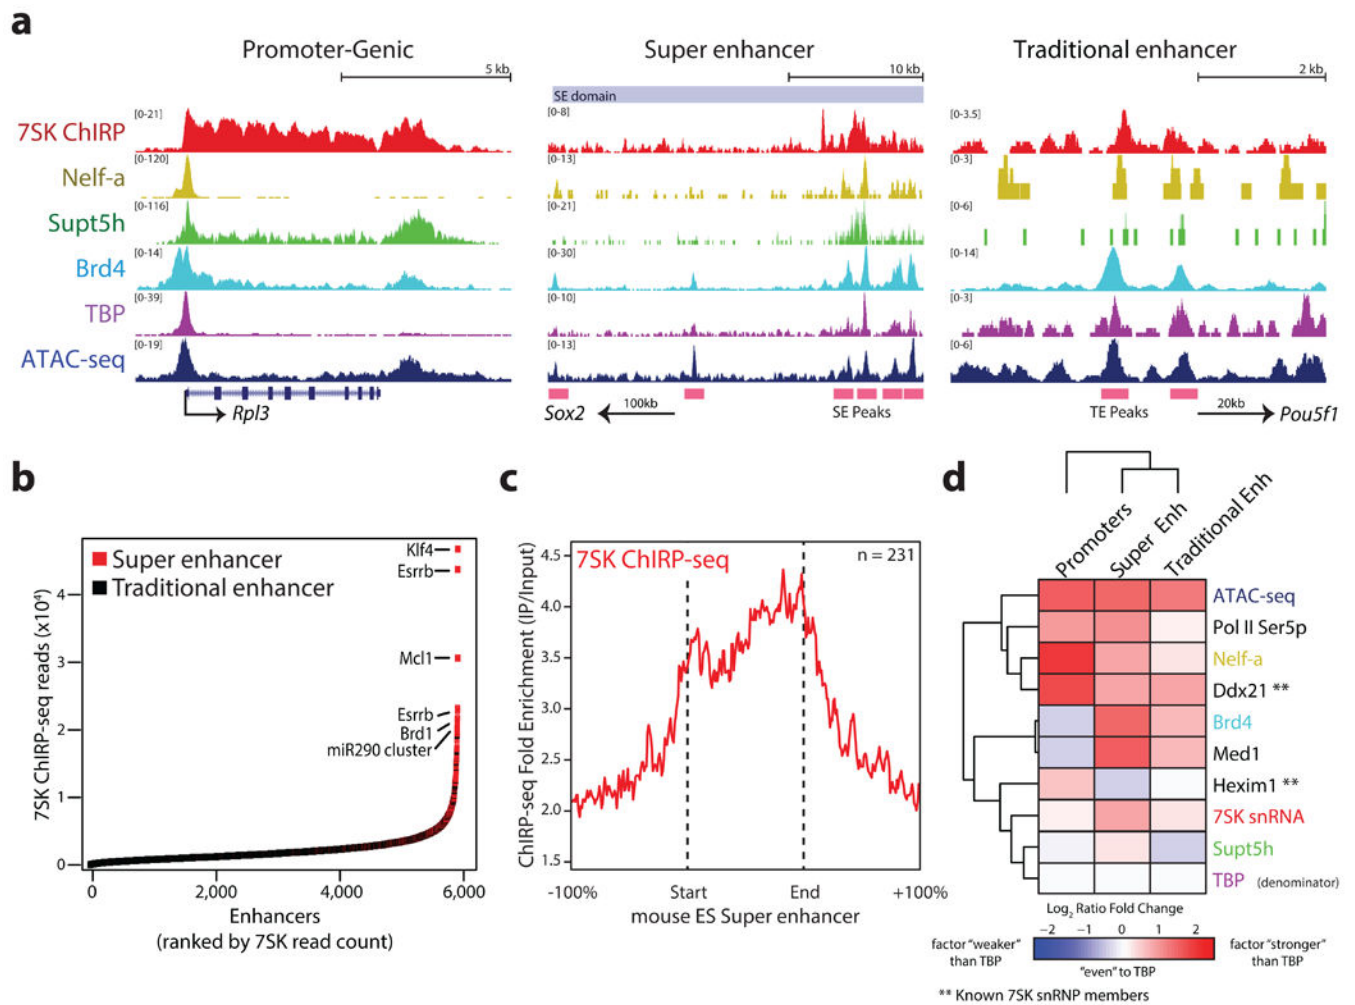 a
Promoter-Genic
Super enhancer
Traditional enhancer
5 kb
10 kb
2 kb
SE domain
7SK ChIRP
[0-21]
[0-8]
[0-3.5]
Nelf-a
[0-120]
[0-13]
[0-3]
Supt5h
[0-116]
[0-21]
[0-6]
Brd4
[0-14]
[0-30]
[0-14]
TBP
[0-39]
[0-10]
[0-3]
ATAC-seq
[0-19]
[0-13]
[0-6]
Rpl3
Sox2
100kb
SE Peaks
TE Peaks
20kb
Pou5f1
b
Super enhancer
Traditional enhancer
Klf4
Esrrb
Mcl1
Esrrb
Brd1
miR290 cluster
7SK ChIRP-seq reads (x10⁴)
4
3
2
1
0
0
2,000
4,000
6,000
Enhancers
(ranked by 7SK read count)
c
7SK ChIRP-seq
n = 231
ChIRP-seq Fold Enrichment (IP/Input)
4.5
4.0
3.5
3.0
2.5
2.0
1.5
-100%
Start
End
+100%
mouse ES Super enhancer
d
Promoters
Super Enh
Traditional Enh
ATAC-seq
Pol II Ser5p
Nelf-a
Ddx21 **
Brd4
Med1
Hexim1 **
7SK snRNA
Supt5h
TBP (denominator)
Log₂ Ratio Fold Change
−2 −1 0 1 2
factor "weaker"
than TBP
factor "stronger"
than TBP
"even" to TBP
** Known 7SK snRNP members